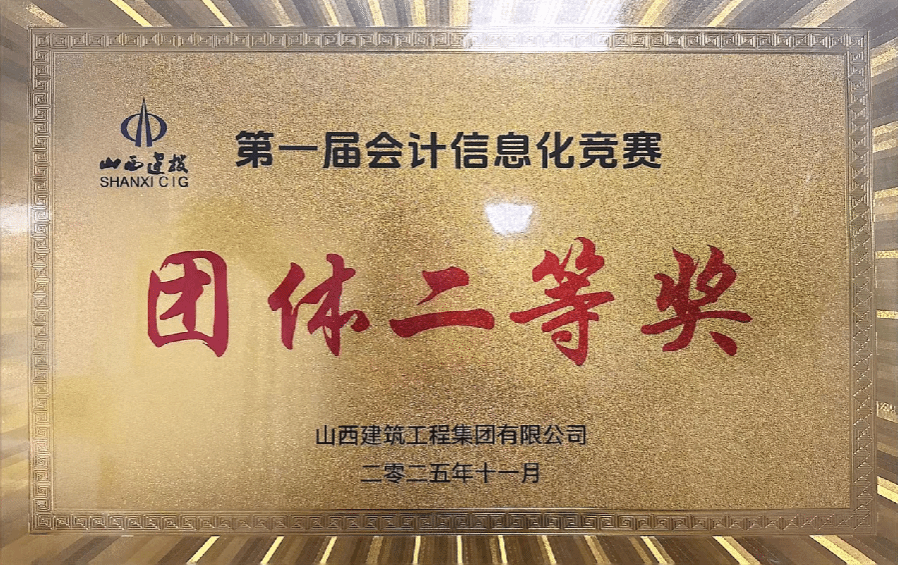 山西建投
SHANXI CIG
第一届会计信息化竞赛
团体二等奖
山西建筑工程集团有限公司
二零二五年十一月